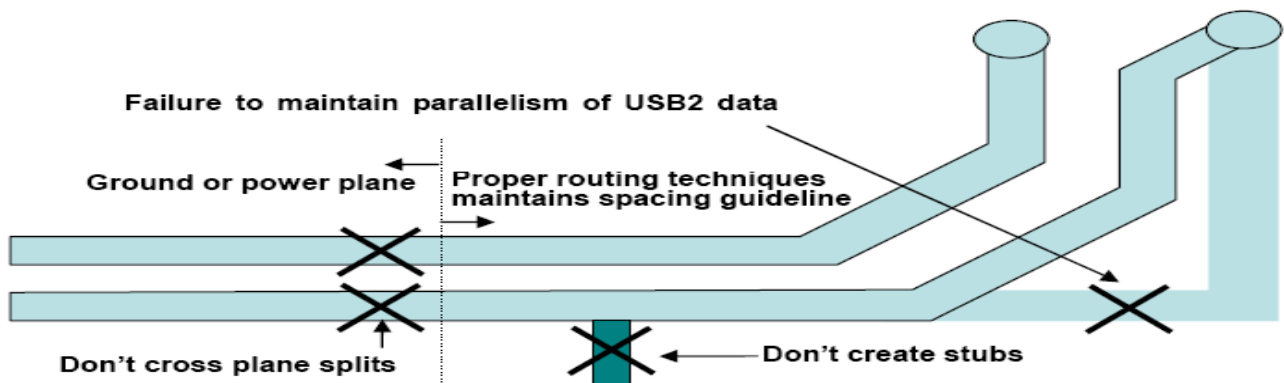 Failure to maintain parallelism of USB2 data
Ground or power plane
Proper routing techniques
maintains spacing guideline
Don't cross plane splits
Don't create stubs